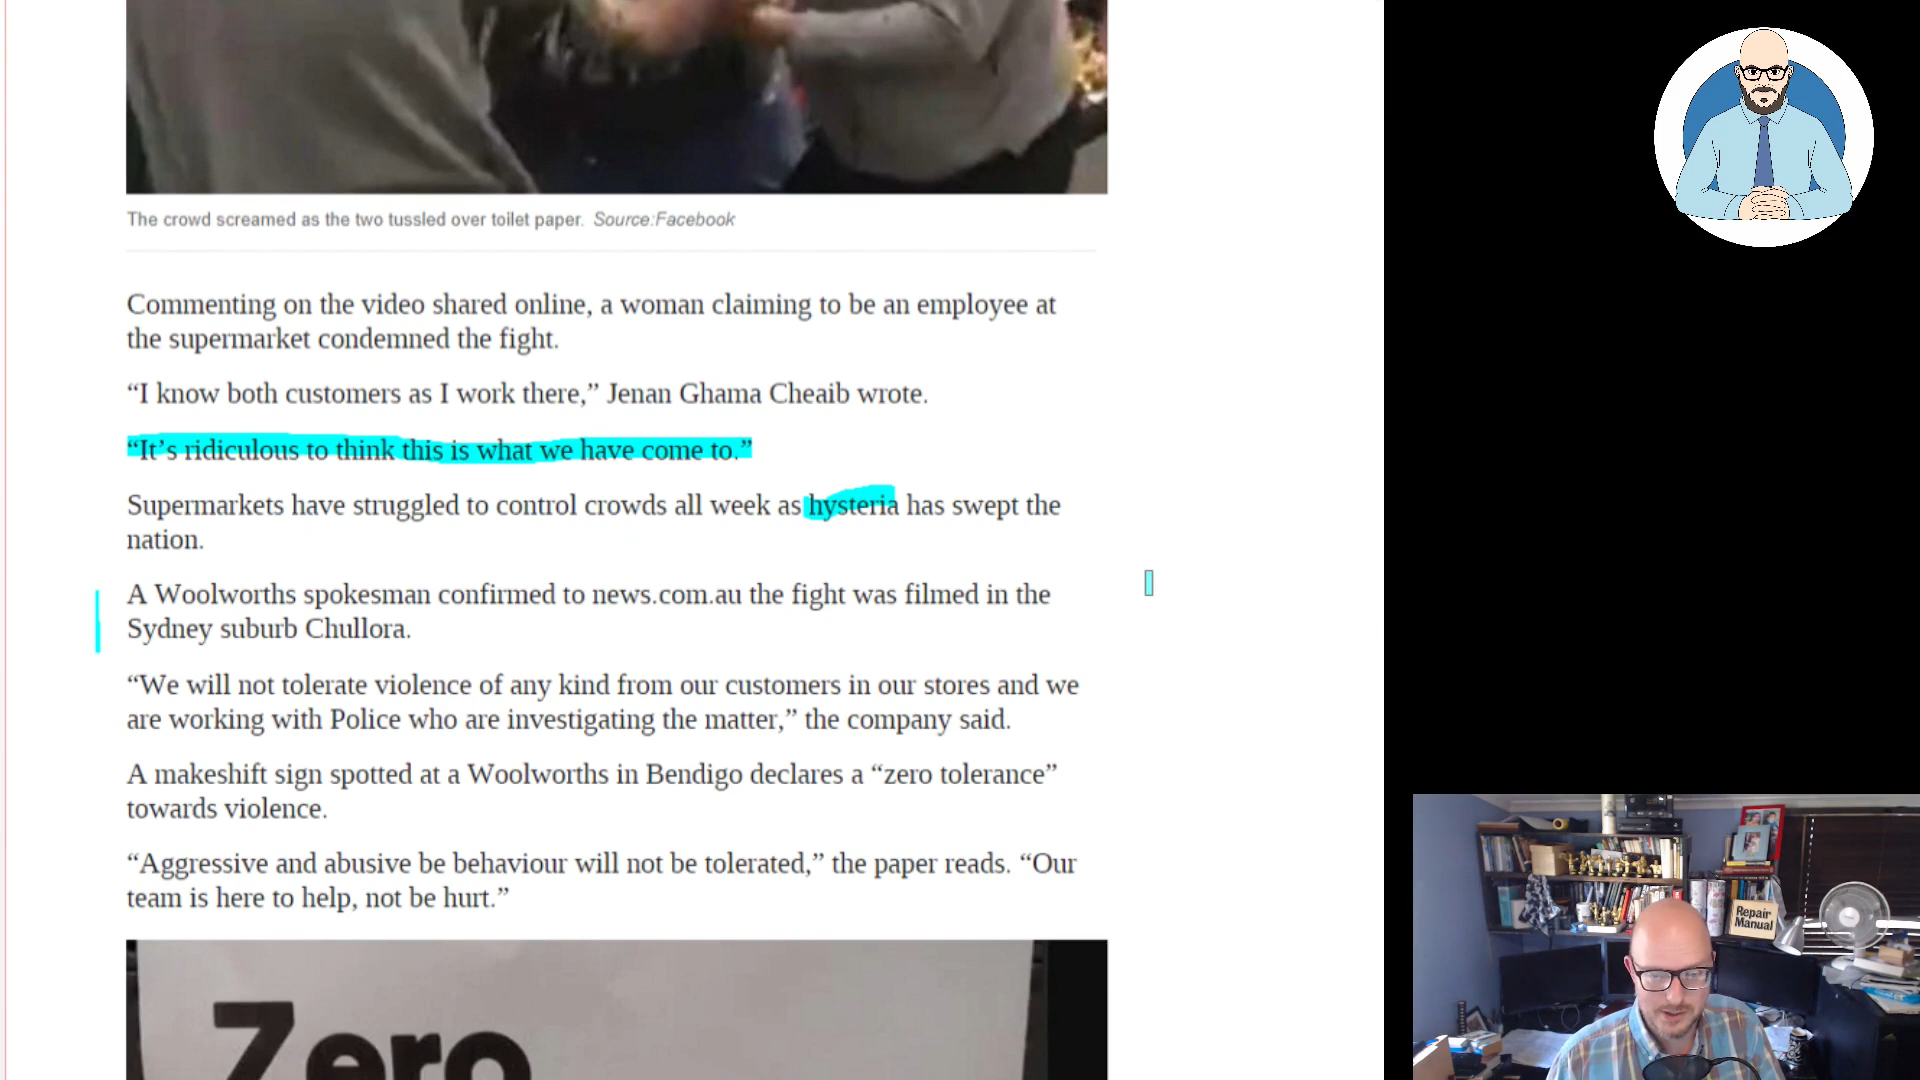 The crowd screamed as the two tussled over toilet paper. Source:Facebook
Commenting on the video shared online, a woman claiming to be an employee at
the supermarket condemned the fight.
“I know both customers as I work there,” Jenan Ghama Cheaib wrote.
“It’s ridiculous to think this is what we have come to.”
Supermarkets have struggled to control crowds all week as hysteria has swept the
nation.
A Woolworths spokesman confirmed to news.com.au the fight was filmed in the
Sydney suburb Chullora.
“We will not tolerate violence of any kind from our customers in our stores and we
are working with Police who are investigating the matter,” the company said.
A makeshift sign spotted at a Woolworths in Bendigo declares a “zero tolerance”
towards violence.
“Aggressive and abusive be behaviour will not be tolerated,” the paper reads. “Our
team is here to help, not be hurt.”
Zero
Repair
Manual